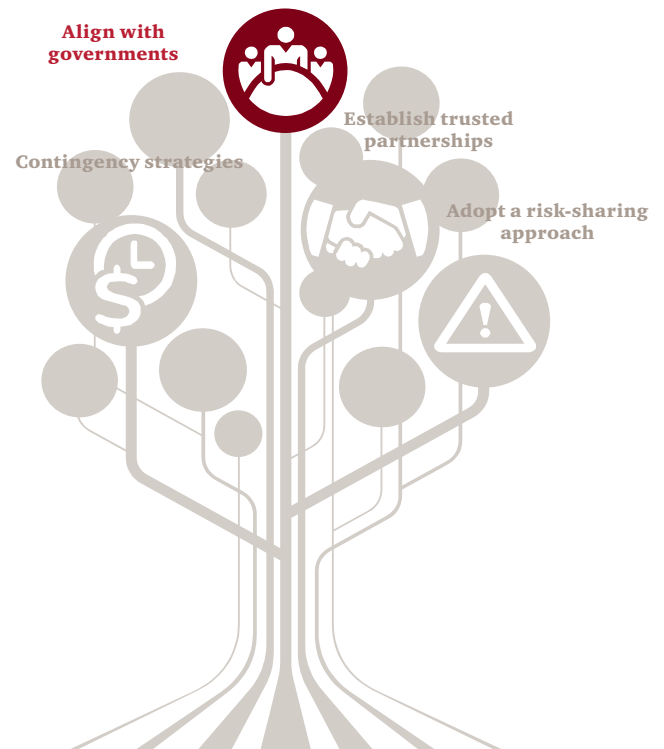 Align with
governments
Establish trusted
partnerships
Contingency strategies
Adopt a risk-sharing
approach
$
!